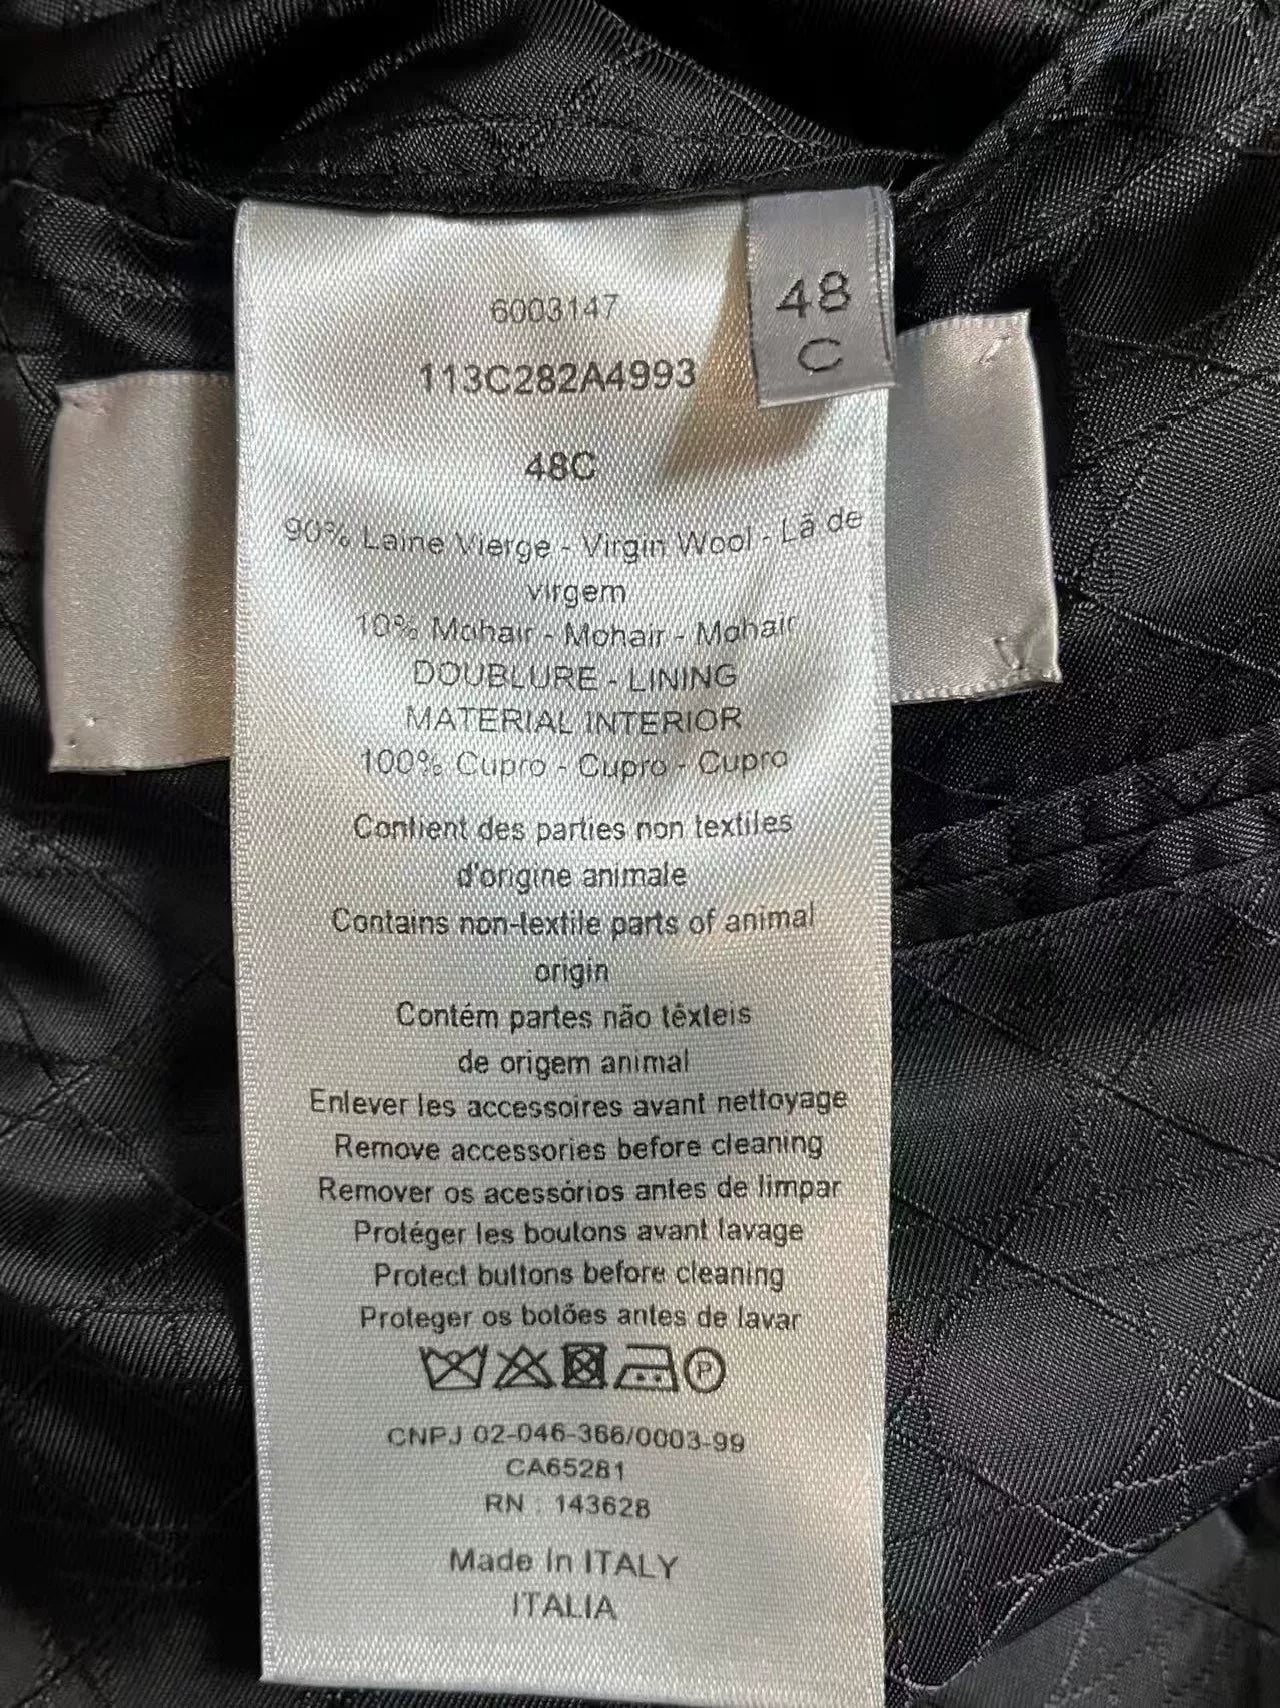 6003147
48
C
113C282A4993
48C
90% Laine Vierge - Virgin Wool - Lã de
virgem
10% Mohair - Mohair - Mohair
DOUBLURE - LINING
MATERIAL INTERIOR
100% Cupro - Cupro - Cupro
Contient des parties non textiles
d'origine animale
Contains non-textile parts of animal
origin
Contém partes não têxteis
de origem animal
Enlever les accessoires avant nettoyage
Remove accessories before cleaning
Remover os acessórios antes de limpar
Protéger les boutons avant lavage
Protect buttons before cleaning
Proteger os botões antes de lavar
P
CNPJ 02-046-366/0003-99
CA65281
RN : 143628
Made In ITALY
ITALIA